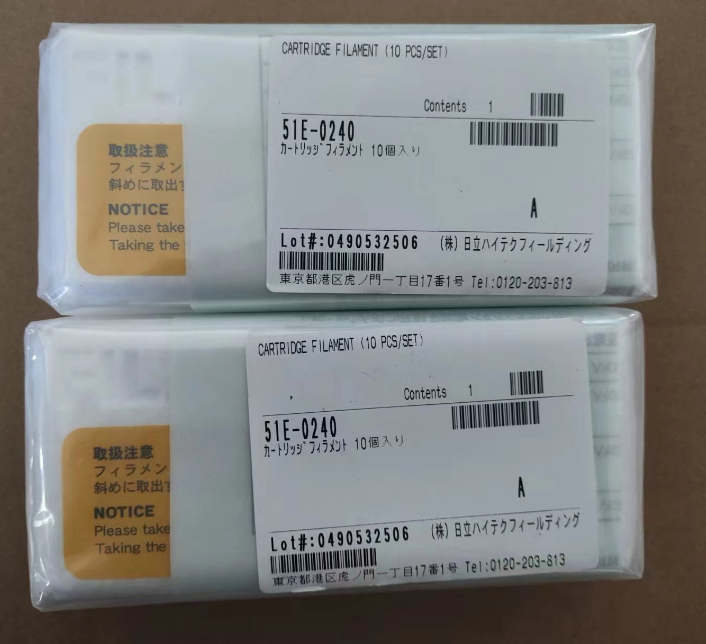 CARTRIDGE FILAMENT (10 PCS/SET)
Contents 1
51E-0240
カートリッジフィラメント 10個入り
A
Lot#:0490532506 (株)日立ハイテクフィールディング
東京都港区虎ノ門一丁目17番1号 Tel:0120-203-813
取扱注意
フィラメン
斜めに取出
NOTICE
Please take
Taking the
CARTRIDGE FILAMENT (10 PCS/SET)
Contents 1
51E-0240
カートリッジフィラメント 10個入り
A
Lot#:0490532506 (株)日立ハイテクフィールディング
東京都港区虎ノ門一丁目17番1号 Tel:0120-203-813
取扱注意
フィラメン
斜めに取出
NOTICE
Please take
Taking the